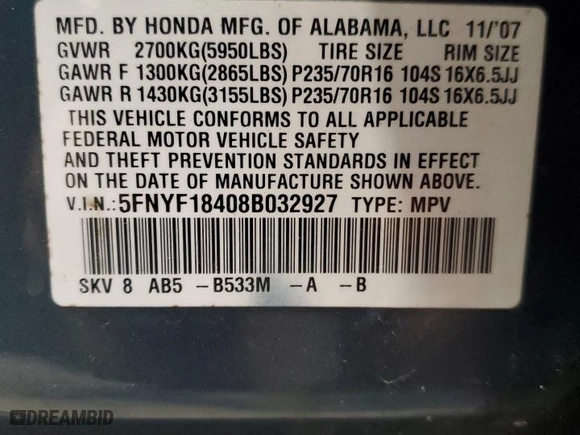 MFD. BY HONDA MFG. OF ALABAMA, LLC 11/'07
GVWR 2700KG(5950LBS) TIRE SIZE RIM SIZE
GAWR F 1300KG(2865LBS) P235/70R16 104S 16X6.5JJ
GAWR R 1430KG(3155LBS) P235/70R16 104S 16X6.5JJ
THIS VEHICLE CONFORMS TO ALL APPLICABLE
FEDERAL MOTOR VEHICLE SAFETY
AND THEFT PREVENTION STANDARDS IN EFFECT
ON THE DATE OF MANUFACTURE SHOWN ABOVE.
V.I.N.: 5FNYF18408B032927 TYPE: MPV
SKV 8 AB5 -B533M -A -B
DREAMBID